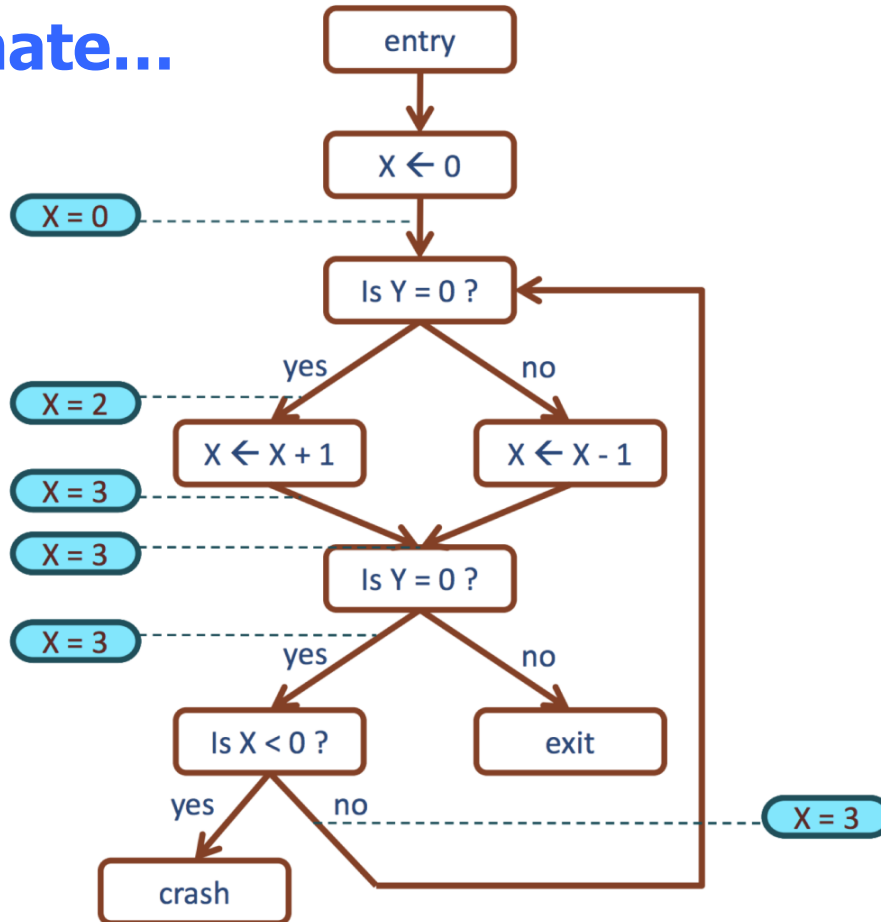 nate...
entry
X ← 0
X = 0
Is Y = 0 ?
yes
no
X = 2
X ← X + 1
X ← X - 1
X = 3
X = 3
Is Y = 0 ?
X = 3
yes
no
Is X < 0 ?
exit
yes
no
X = 3
crash